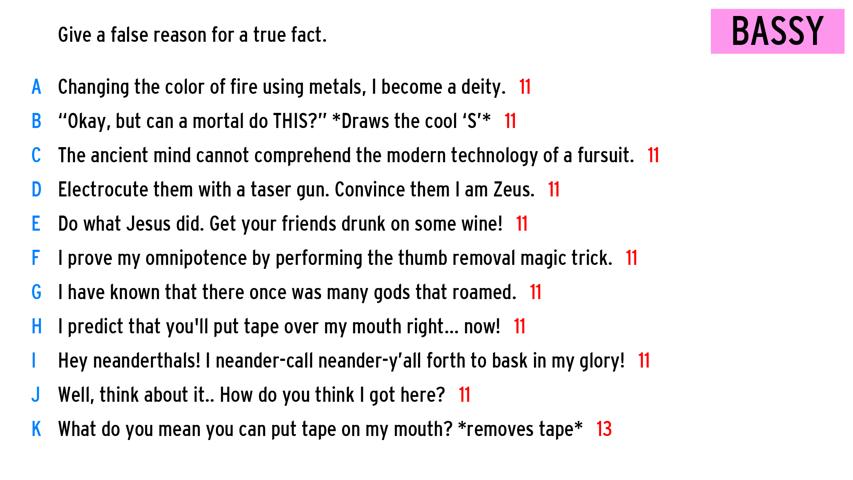 Give a false reason for a true fact.
BASSY
A Changing the color of fire using metals, I become a deity. 11
B “Okay, but can a mortal do THIS?” *Draws the cool ‘S’* 11
C The ancient mind cannot comprehend the modern technology of a fursuit. 11
D Electrocute them with a taser gun. Convince them I am Zeus. 11
E Do what Jesus did. Get your friends drunk on some wine! 11
F I prove my omnipotence by performing the thumb removal magic trick. 11
G I have known that there once was many gods that roamed. 11
H I predict that you'll put tape over my mouth right... now! 11
I Hey neanderthals! I neander-call neander-y’all forth to bask in my glory! 11
J Well, think about it.. How do you think I got here? 11
K What do you mean you can put tape on my mouth? *removes tape* 13